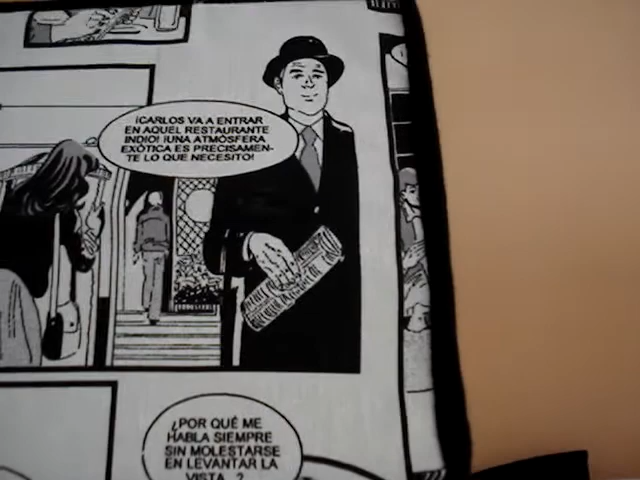 ¡CARLOS VA A ENTRAR
EN AQUEL RESTAURANTE
INDIO! ¡UNA ATMÓSFERA
EXÓTICA ES PRECISAMEN-
TE LO QUE NECESITO!
¿POR QUÉ ME
HABLA SIEMPRE
SIN MOLESTARSE
EN LEVANTAR LA
VISTA..?